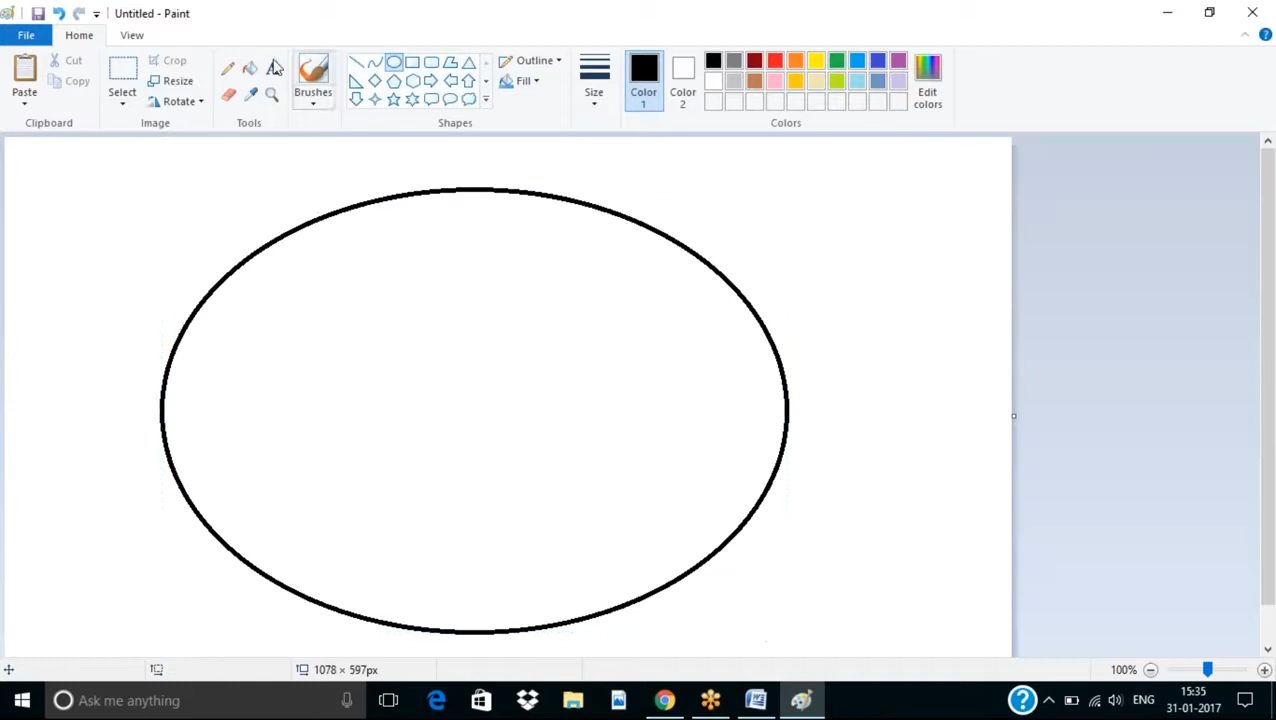 Untitled - Paint
File Home View
Paste
Cut
Copy
Clipboard
Select
Crop
Resize
Rotate
Image
A
Tools
Brushes
Shapes
Outline
Fill
Size
Color
1
Color
2
Edit
colors
Colors
1078 × 597px
100%
Ask me anything
ENG
15:35
31-01-2017